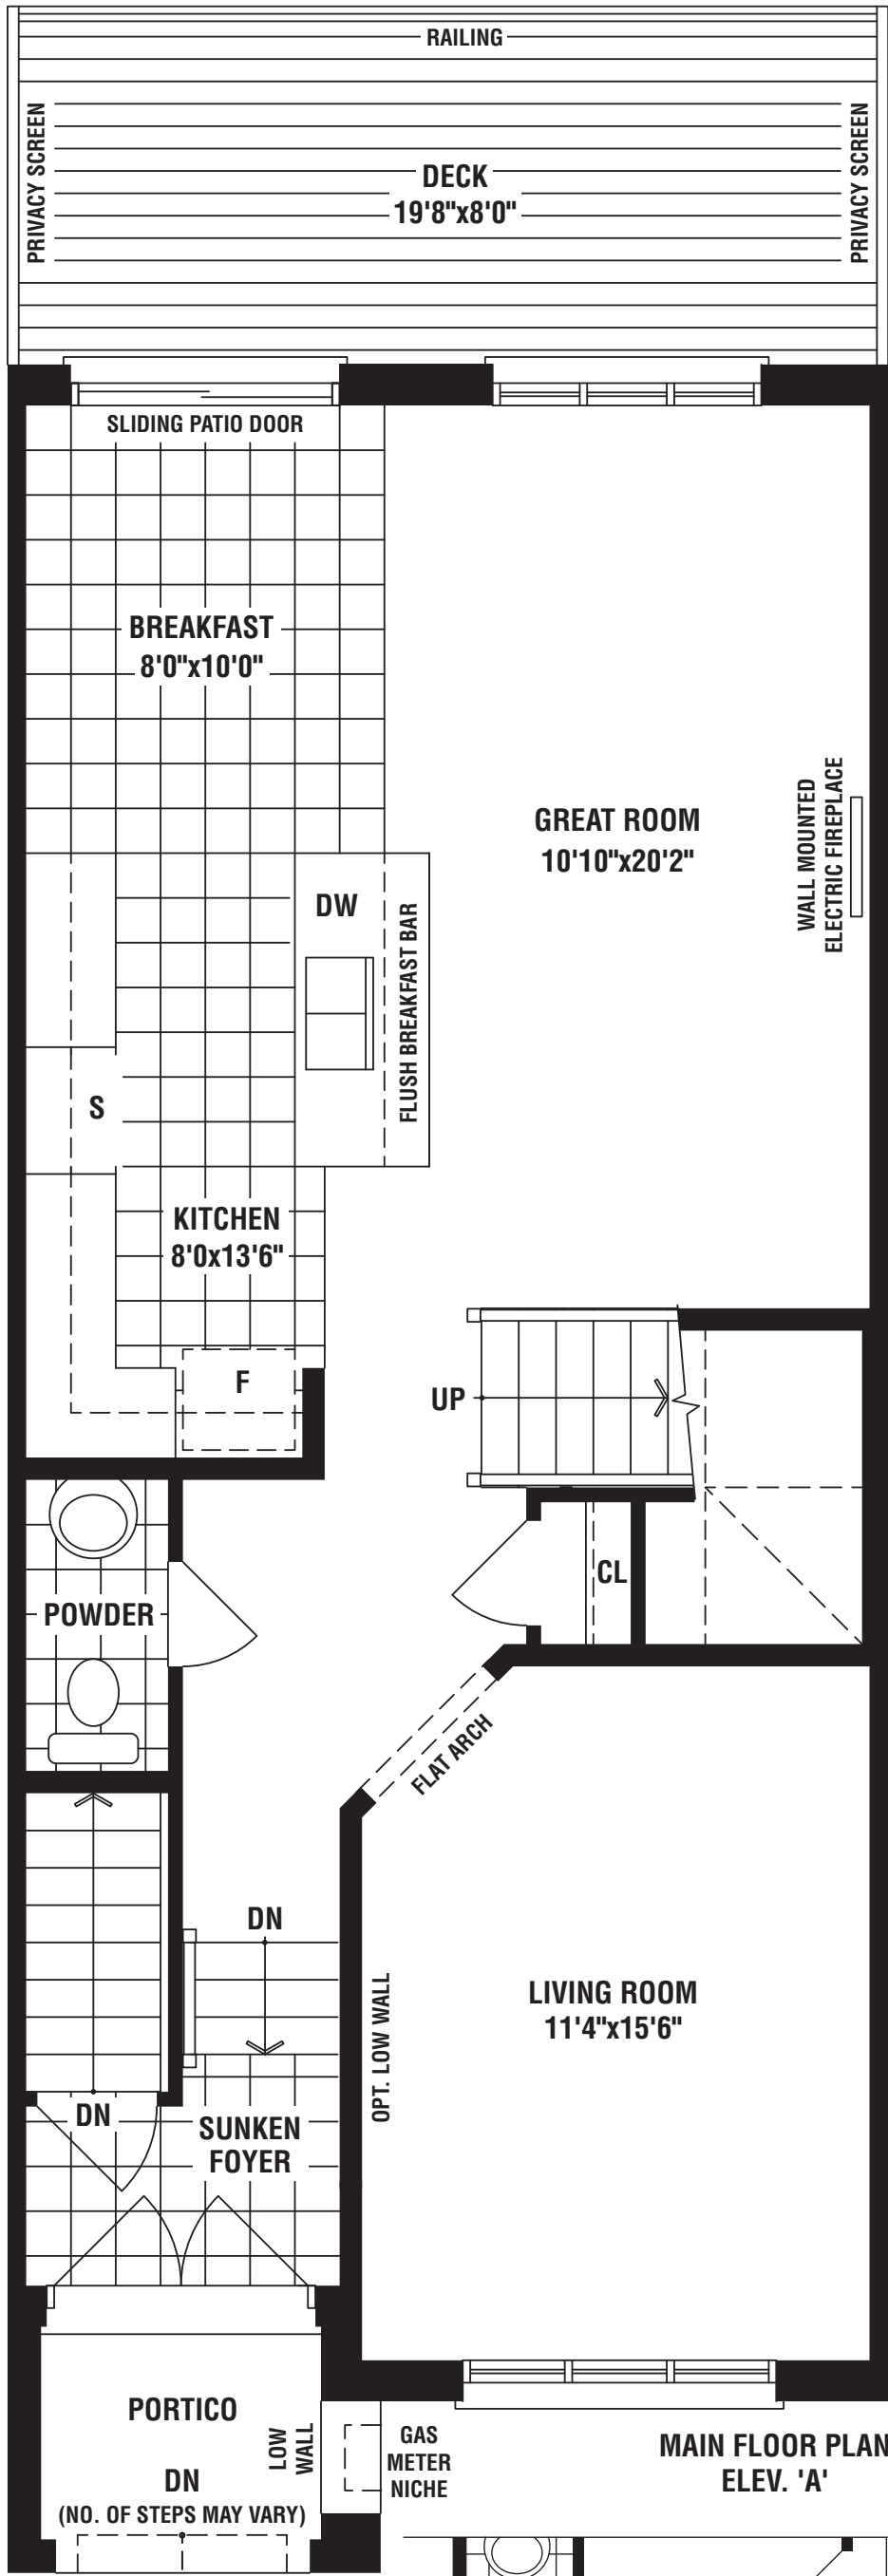 RAILING
PRIVACY SCREEN
PRIVACY SCREEN
DECK
19'8"x8'0"
SLIDING PATIO DOOR
BREAKFAST
8'0"x10'0"
GREAT ROOM
10'10"x20'2"
WALL MOUNTED
ELECTRIC FIREPLACE
DW
FLUSH BREAKFAST BAR
S
KITCHEN
8'0x13'6"
F
UP
CL
POWDER
FLAT ARCH
DN
LIVING ROOM
11'4"x15'6"
OPT. LOW WALL
DN
SUNKEN
FOYER
PORTICO
LOW
WALL
GAS
METER
NICHE
DN
(NO. OF STEPS MAY VARY)
MAIN FLOOR PLAN
ELEV. 'A'